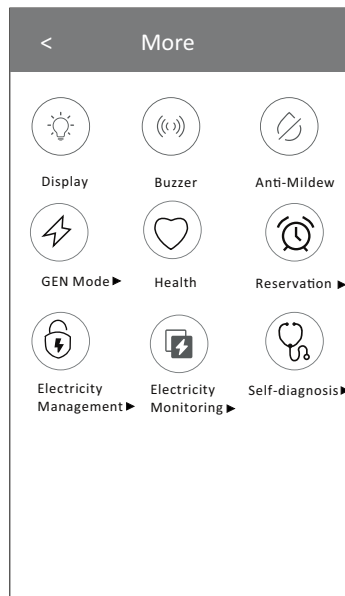 < More
Display Buzzer Anti-Mildew
GEN Mode▶ Health Reservation ▶
Electricity Electricity Self-diagnosis▶
Management▶ Monitoring▶